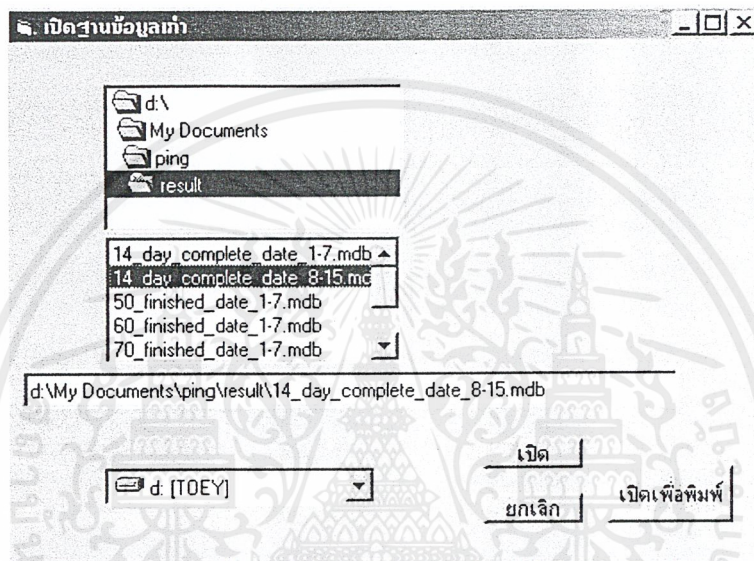 เปิดฐานข้อมูลเก่า
d:\
My Documents
ping
result
14_day_complete_date_1-7.mdb
14_day_complete_date_8-15.md
50_finished_date_1-7.mdb
60_finished_date_1-7.mdb
70_finished_date_1-7.mdb
d:\My Documents\ping\result\14_day_complete_date_8-15.mdb
d: [TOEY]
เปิด
ยกเลิก
เปิดเพื่อพิมพ์